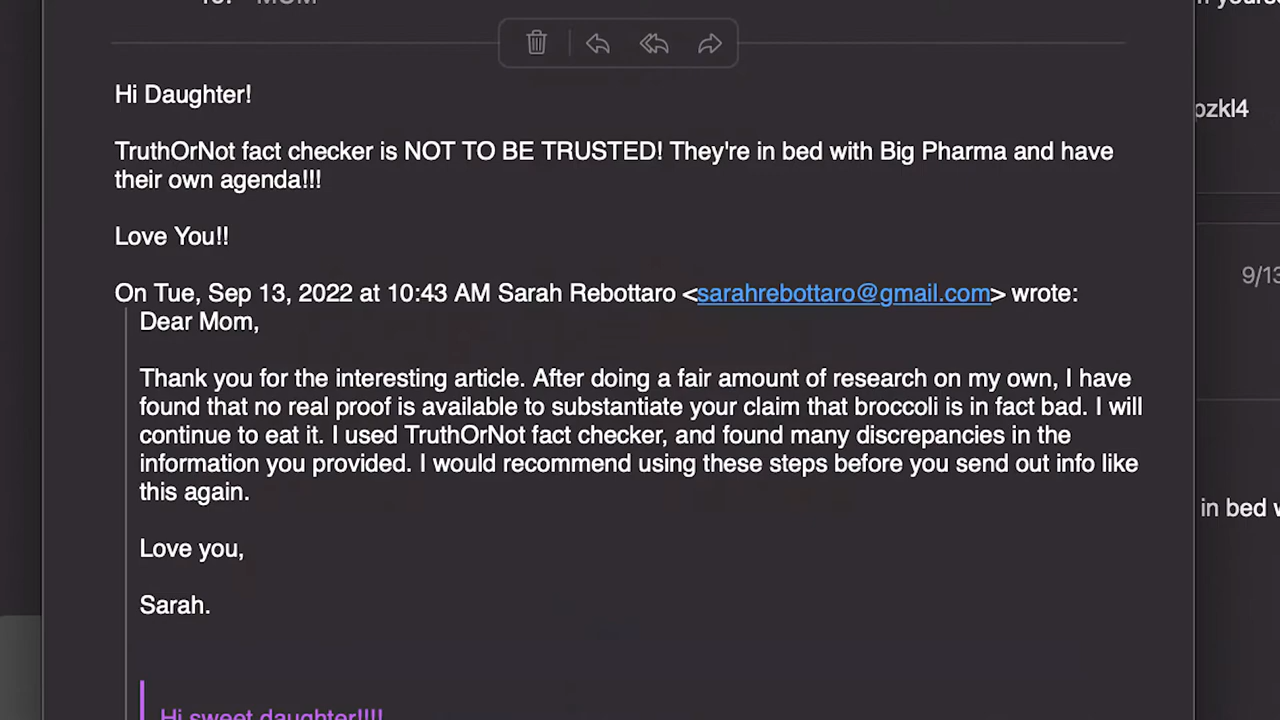 Hi Daughter!
TruthOrNot fact checker is NOT TO BE TRUSTED! They're in bed with Big Pharma and have
their own agenda!!!
Love You!!
On Tue, Sep 13, 2022 at 10:43 AM Sarah Rebottaro <sarahrebottaro@gmail.com> wrote:
Dear Mom,
Thank you for the interesting article. After doing a fair amount of research on my own, I have
found that no real proof is available to substantiate your claim that broccoli is in fact bad. I will
continue to eat it. I used TruthOrNot fact checker, and found many discrepancies in the
information you provided. I would recommend using these steps before you send out info like
this again.
Love you,
Sarah.
Hi sweet daughter!!!!
pzkl4
9/13
in bed